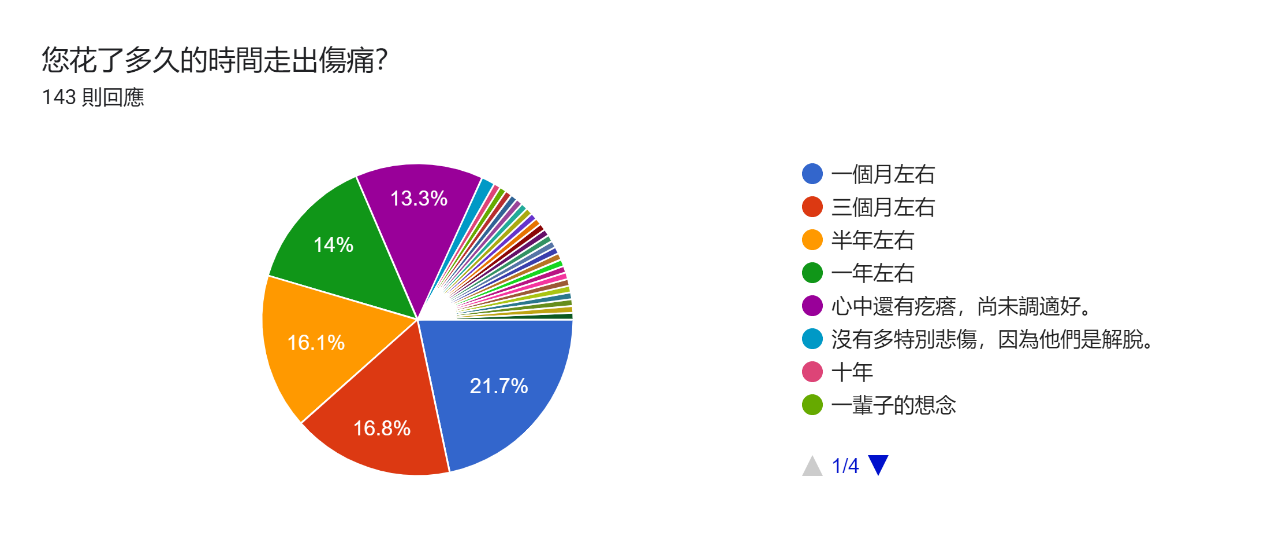 您花了多久的時間走出傷痛?
143 則回應
13.3%
14%
16.1%
21.7%
16.8%
一個月左右
三個月左右
半年左右
一年左右
心中還有疙瘩，尚未調適好。
沒有多特別悲傷，因為他們是解脫。
十年
一輩子的想念
1/4